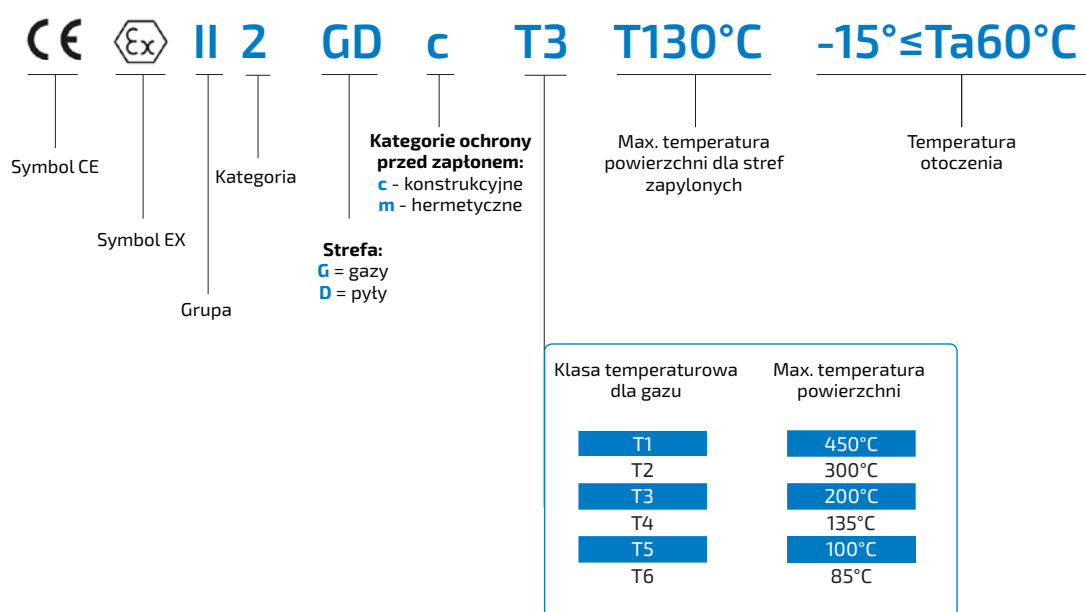 CE Ex II 2 GD c T3 T130°C -15°≤Ta60°C
Symbol CE
Symbol EX
Grupa
Kategoria
Strefa:
G = gazy
D = pyły
Kategorie ochrony
przed zapłonem:
c - konstrukcyjne
m - hermetyczne
Max. temperatura
powierzchni dla stref
zapylonych
Temperatura
otoczenia
Klasa temperaturowa
dla gazu
Max. temperatura
powierzchni
T1 450°C
T2 300°C
T3 200°C
T4 135°C
T5 100°C
T6 85°C